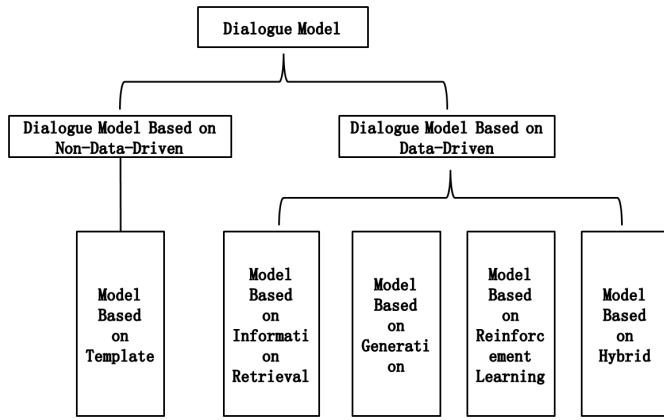 Dialogue Model
Dialogue Model Based on
Non-Data-Driven
Dialogue Model Based on
Data-Driven
Model
Based
on
Template
Model
Based
on
Informati
on
Retrieval
Model
Based
on
Generati
on
Model
Based
on
Reinforc
ement
Learning
Model
Based
on
Hybrid